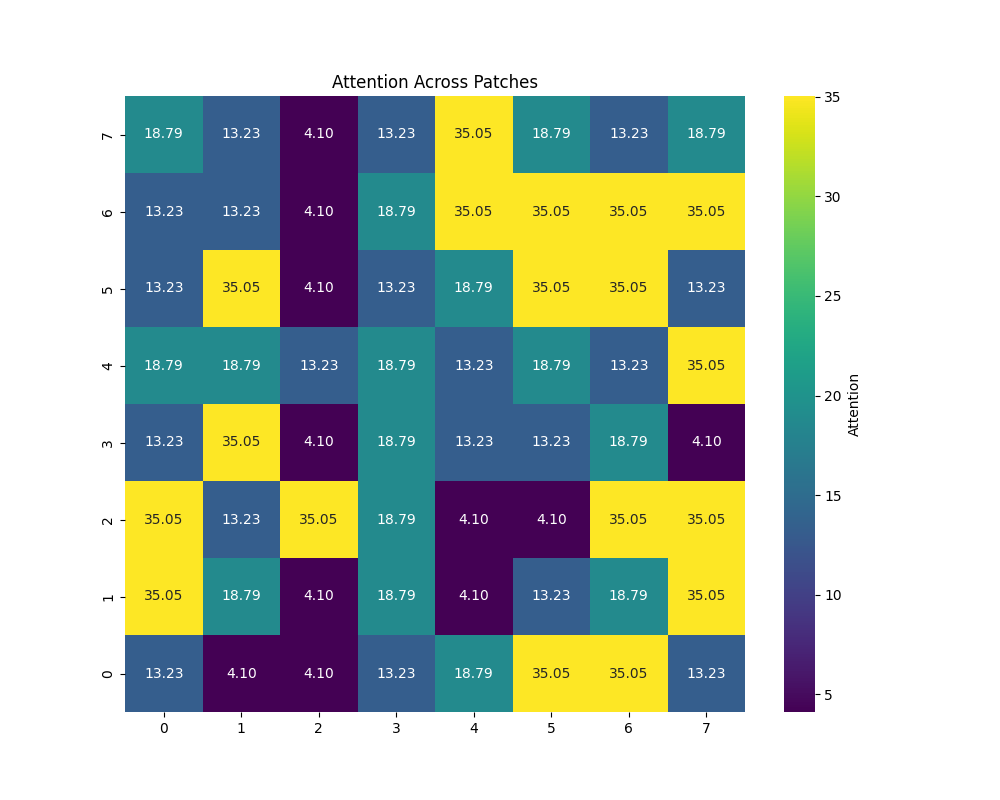 Attention Across Patches
7 18.79 13.23 4.10 13.23 35.05 18.79 13.23 18.79
6 13.23 13.23 4.10 18.79 35.05 35.05 35.05 35.05
5 13.23 35.05 4.10 13.23 18.79 35.05 35.05 13.23
4 18.79 18.79 13.23 18.79 13.23 18.79 13.23 35.05
3 13.23 35.05 4.10 18.79 13.23 13.23 18.79 4.10
2 35.05 13.23 35.05 18.79 4.10 4.10 35.05 35.05
1 35.05 18.79 4.10 18.79 4.10 13.23 18.79 35.05
0 13.23 4.10 4.10 13.23 18.79 35.05 35.05 13.23
0 1 2 3 4 5 6 7
35
30
25
20
15
10
5
Attention